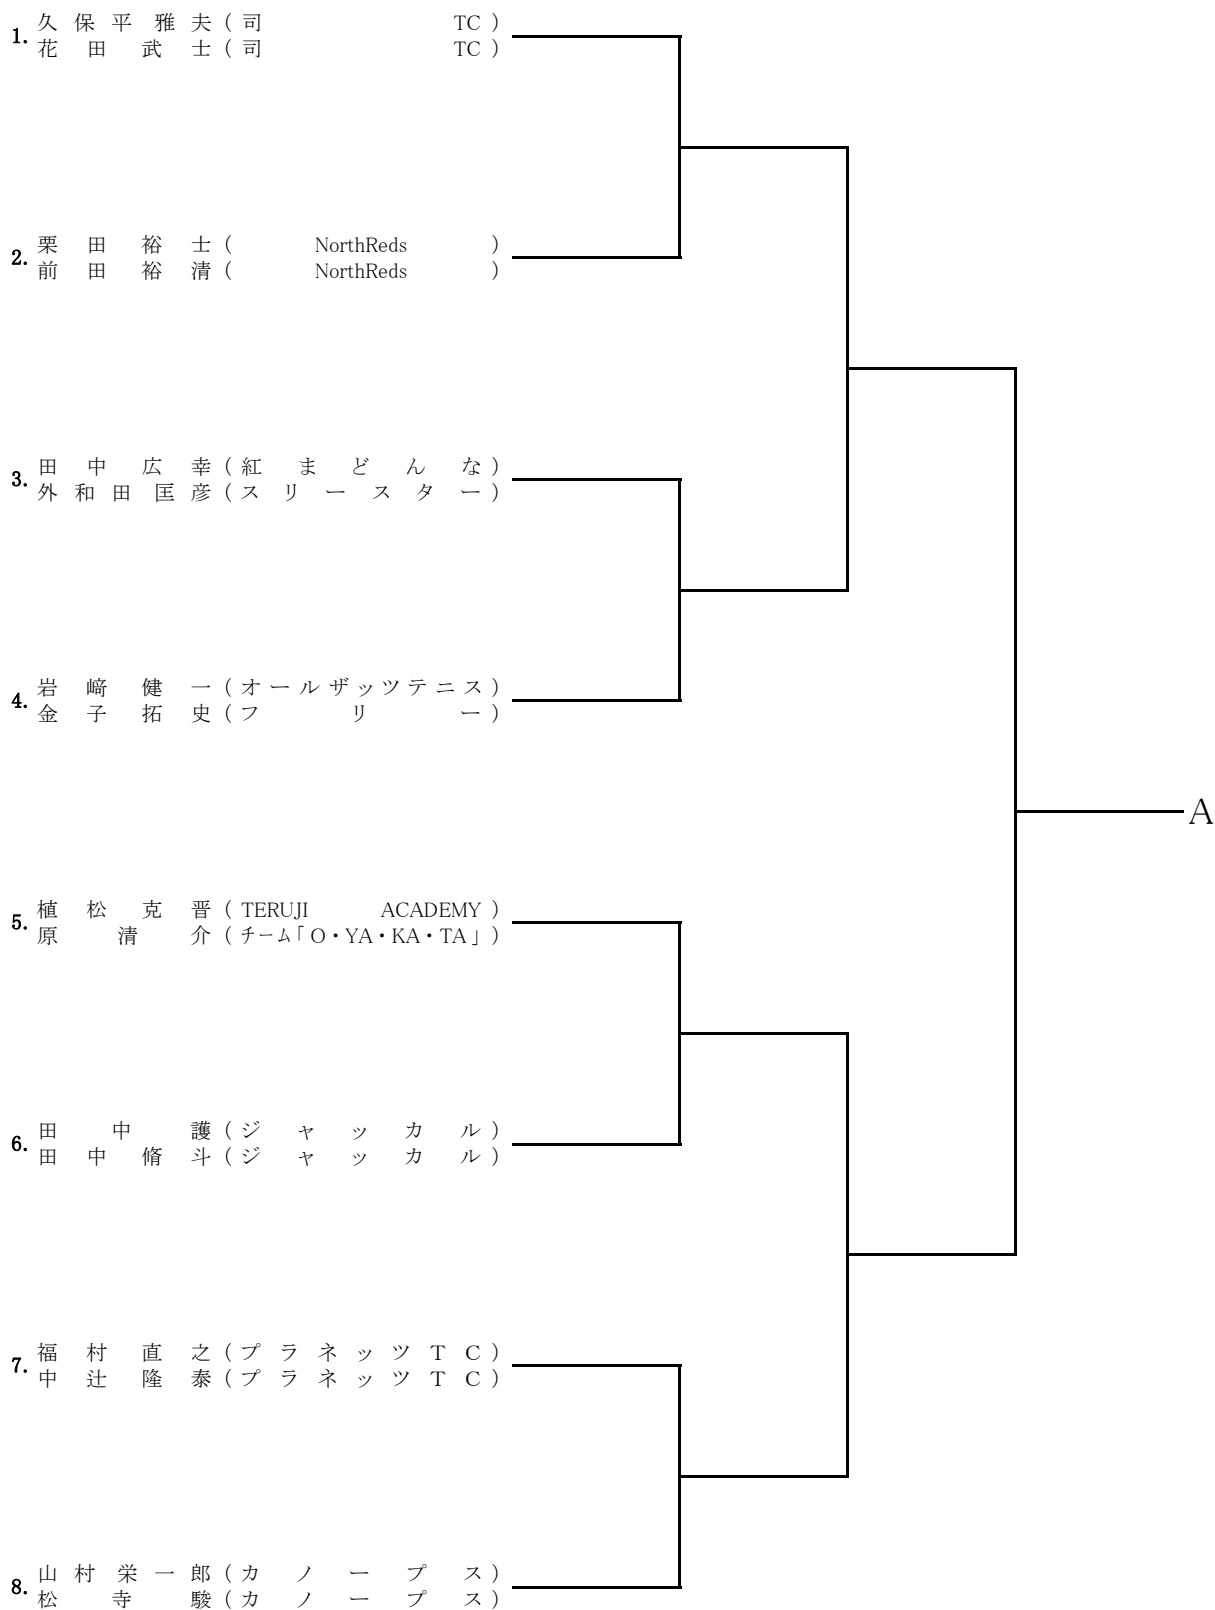 1. 久保平雅夫(司 TC)
花田武士(司 TC)
2. 栗田裕士(NorthReds)
前田裕清(NorthReds)
3. 田中広幸(紅まどんな)
外和田匡彦(スリースター)
4. 岩﨑健一(オールザッツテニス)
金子拓史(フリー)
A
5. 植松克晋(TERUJI ACADEMY)
原清介(チーム「O・YA・KA・TA」)
6. 田中護(ジャッカル)
田中脩斗(ジャッカル)
7. 福村直之(プラネッツTC)
中辻隆泰(プラネッツTC)
8. 山村栄一郎(カノープス)
松寺駿(カノープス)